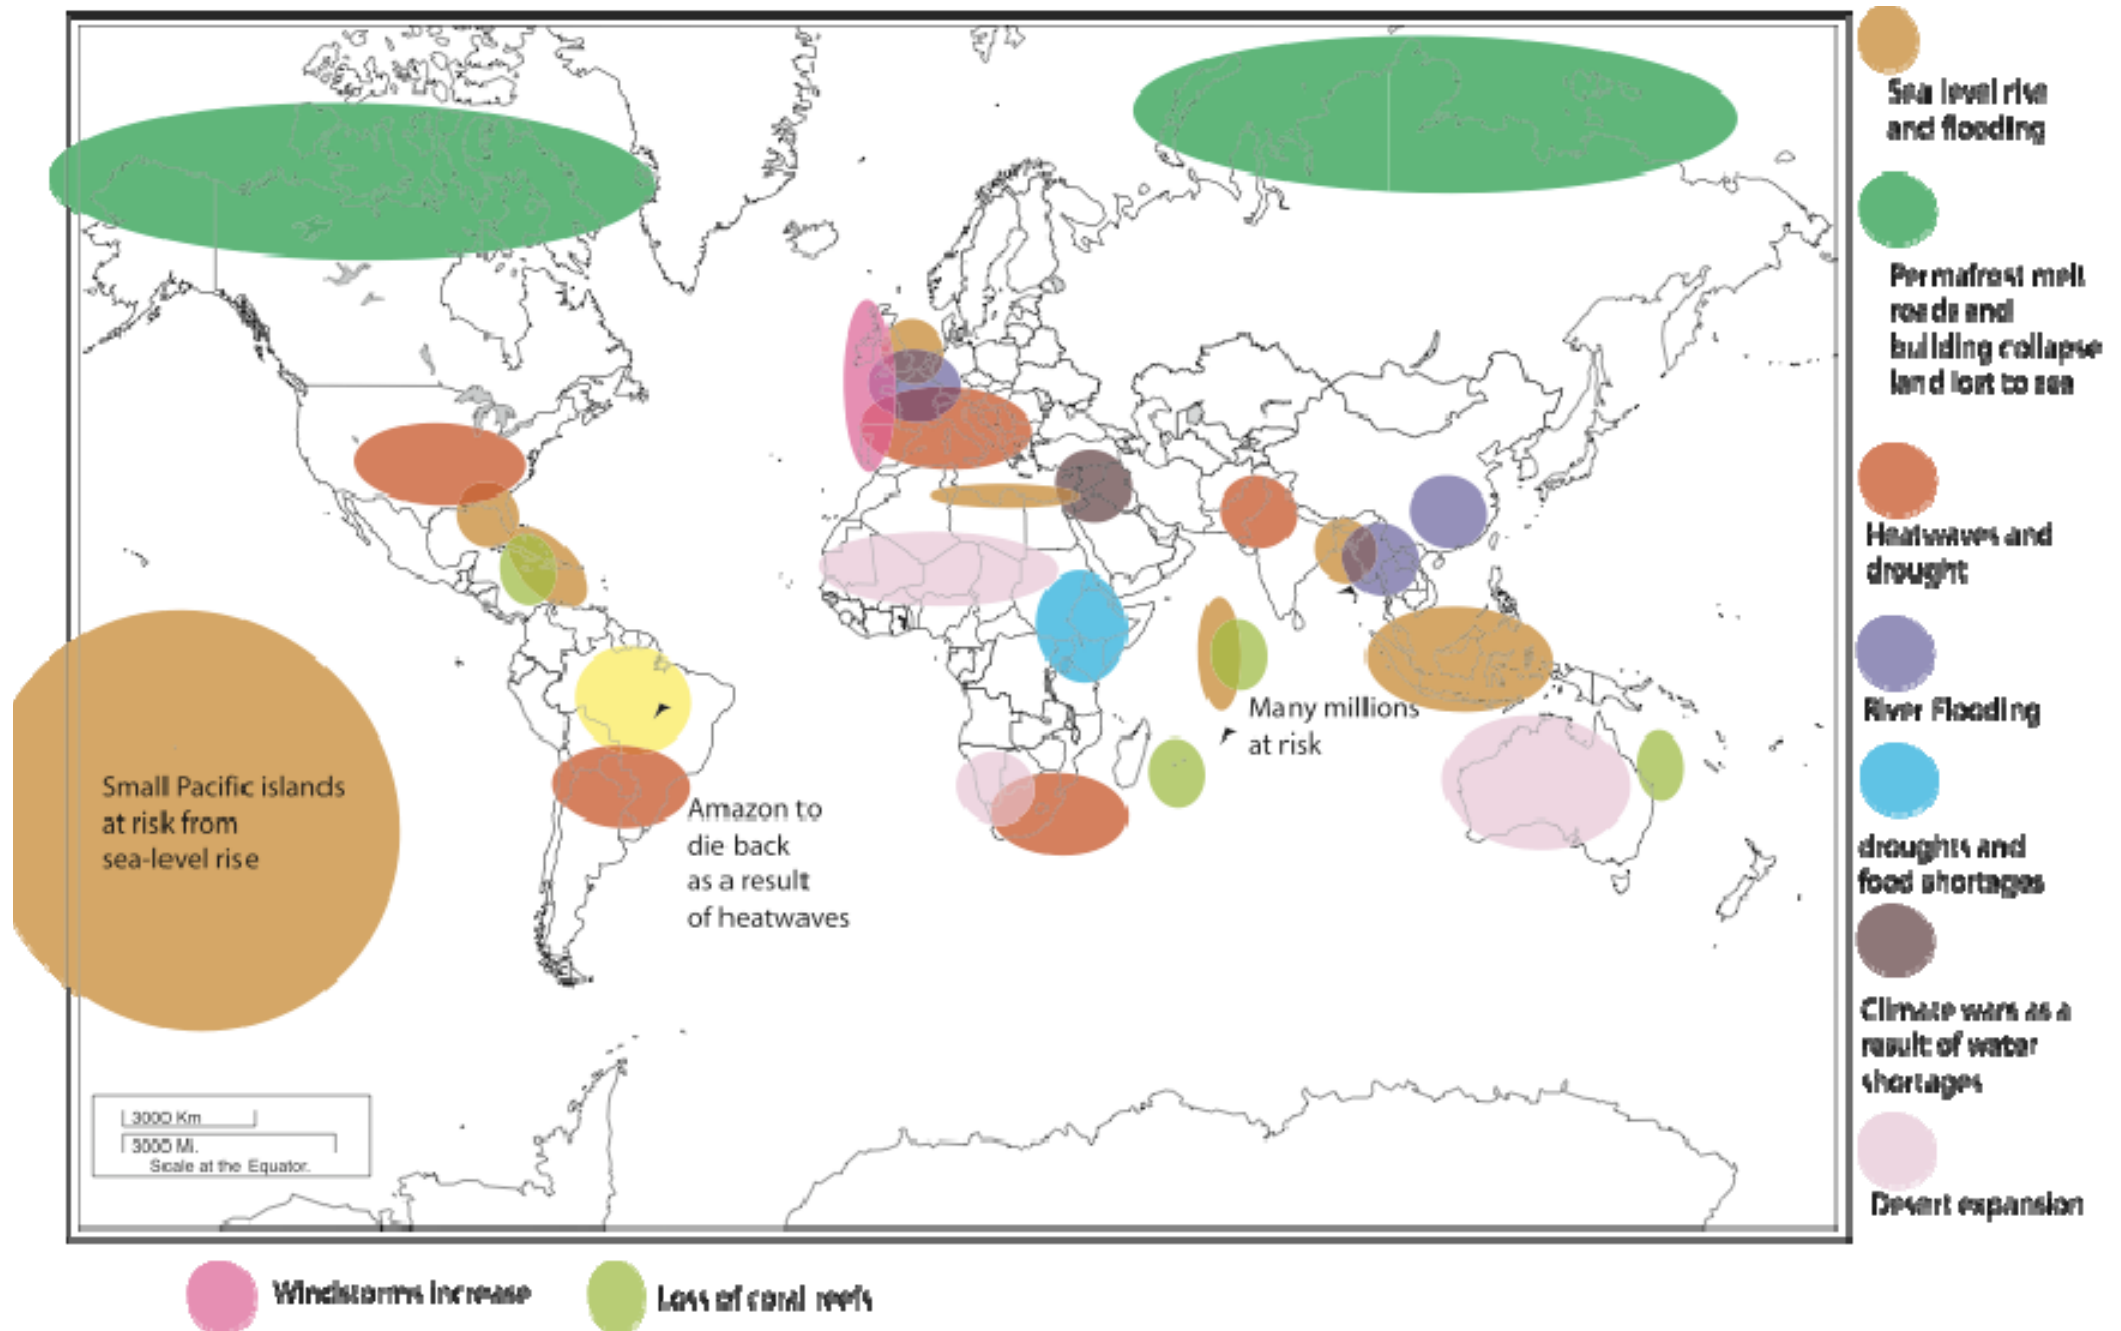 Sea level rise
and flooding
Permafrost melt
roads and
building collapse
land lost to sea
Heatwaves and
drought
River Flooding
droughts and
food shortages
Climate wars as a
result of water
shortages
Desert expansion
Many millions
at risk
Small Pacific islands
at risk from
sea-level rise
Amazon to
die back
as a result
of heatwaves
3000 Km
3000 Mi.
Scale at the Equator.
Windstorms increase
Loss of coral reefs